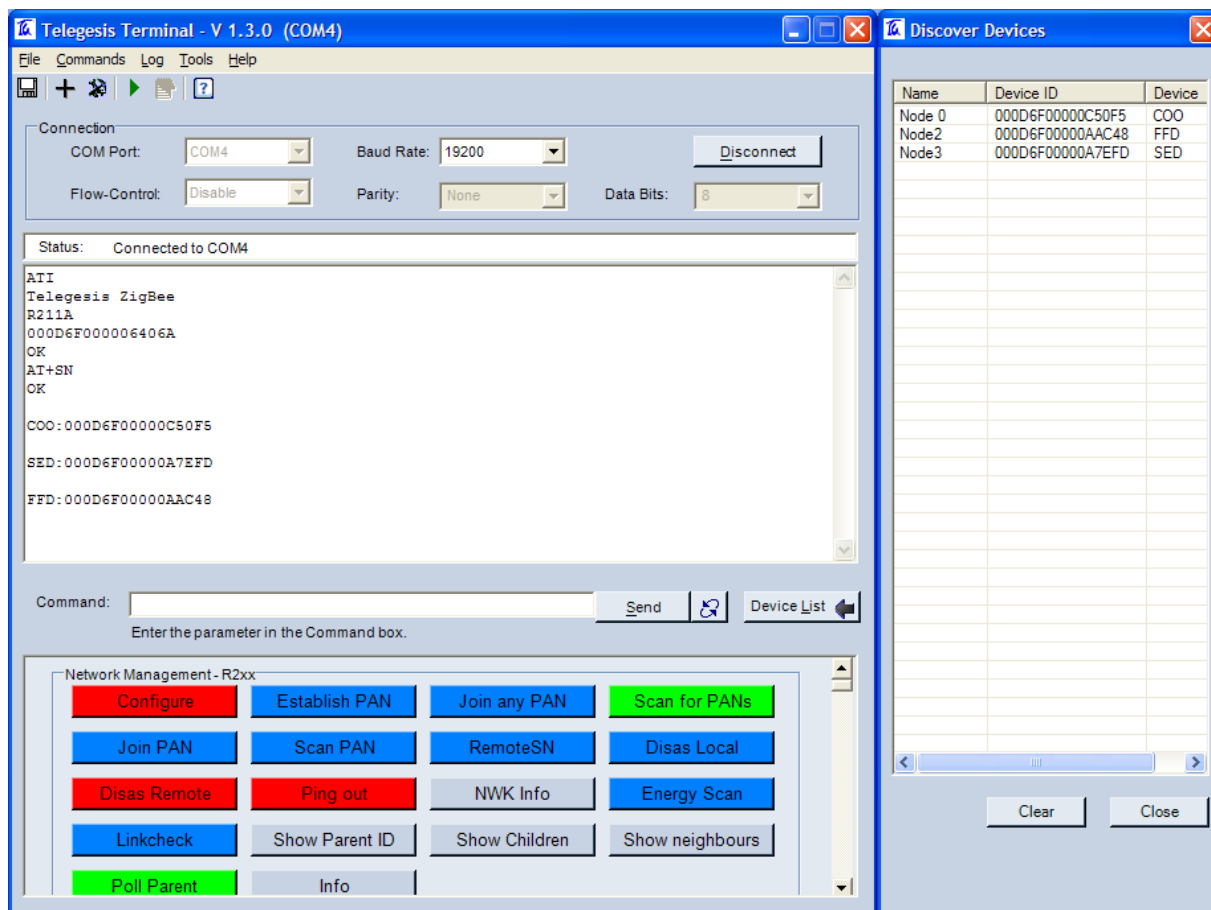 Telegesis Terminal - V 1.3.0 (COM4)
File Commands Log Tools Help
Connection
COM Port: COM4 Baud Rate: 19200 Disconnect
Flow-Control: Disable Parity: None Data Bits: 8
Status: Connected to COM4
ATI
Telegesis ZigBee
R211A
000D6F000006406A
OK
AT+SN
OK
COO:000D6F00000C50F5
SED:000D6F00000A7EFD
FFD:000D6F00000AAC48
Command: Send Device List
Enter the parameter in the Command box.
Network Management - R2xx
Configure Establish PAN Join any PAN Scan for PANs
Join PAN Scan PAN RemoteSN Disas Local
Disas Remote Ping out NWK Info Energy Scan
Linkcheck Show Parent ID Show Children Show neighbours
Poll Parent Info
Discover Devices
Name Device ID Device
Node 0 000D6F00000C50F5 COO
Node2 000D6F00000AAC48 FFD
Node3 000D6F00000A7EFD SED
Clear Close